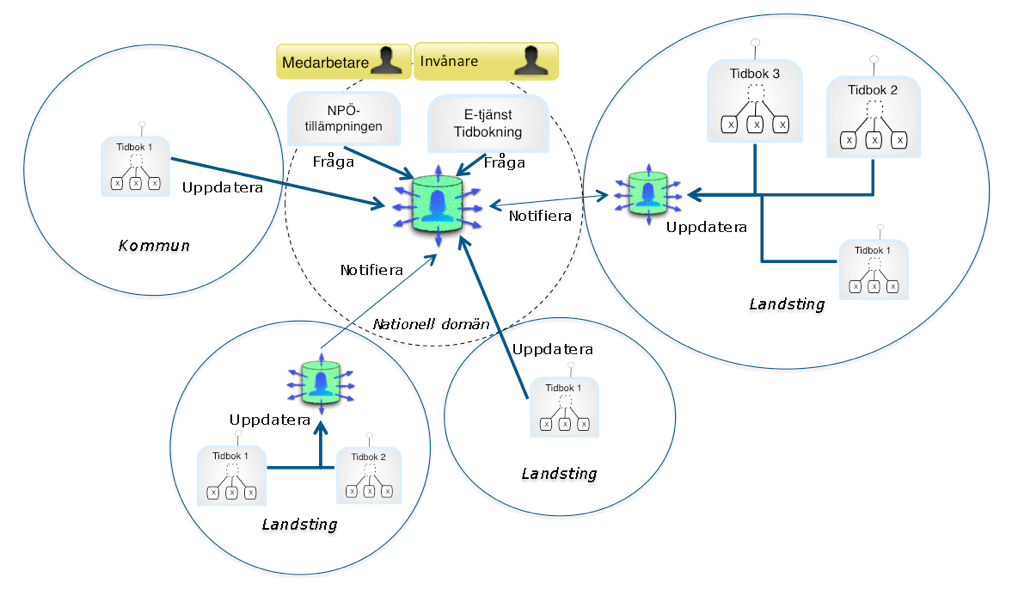 Medarbetare
Invånare
NPÖ-
tillämpningen
E-tjänst
Tidbokning
Fråga
Fråga
Tidbok 1
X X X
Uppdatera
Kommun
Notifiera
Notifiera
Nationell domän
Tidbok 3
X X X
Tidbok 2
X X X
Uppdatera
Tidbok 1
X X X
Landsting
Uppdatera
Tidbok 1
X X X
Landsting
Uppdatera
Tidbok 1
X X X
Tidbok 2
X X X
Landsting